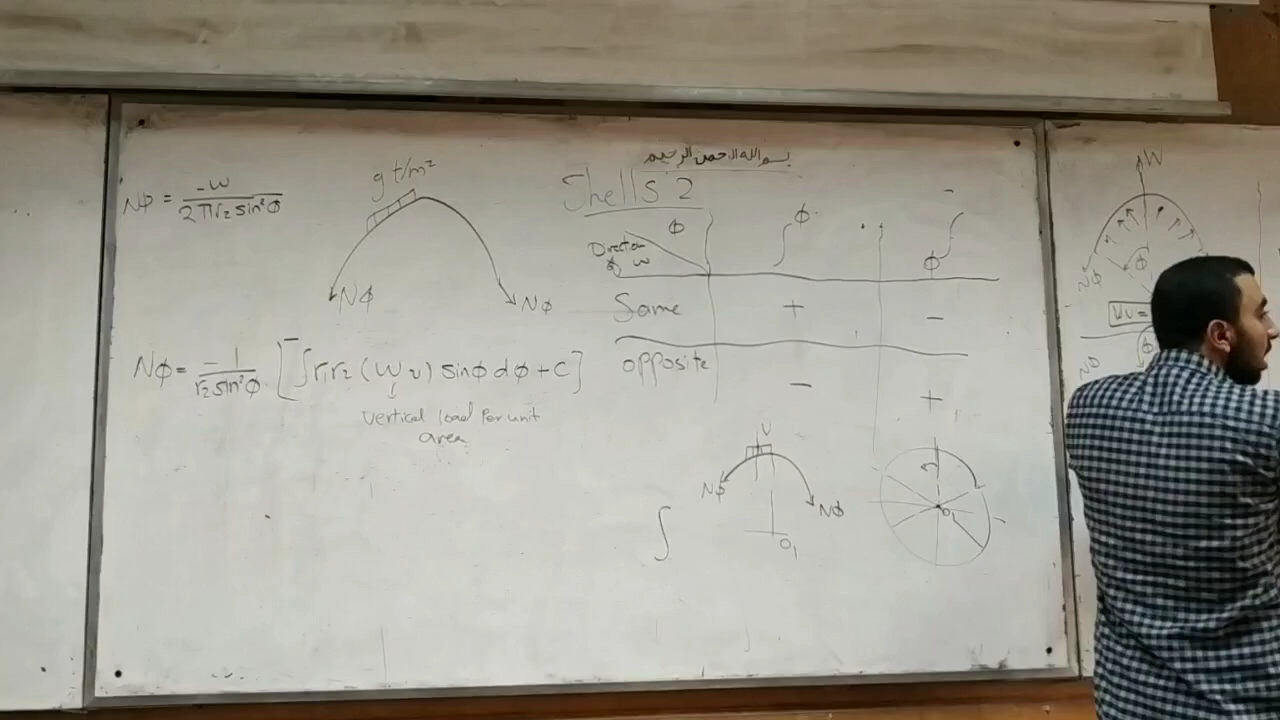 بسم الله الرحمن الرحيم
Shells 2
Nϕ = -w / 2πr₂ sin²ϕ
g t/m²
Nϕ
Nϕ
Nϕ = -1 / r₂ sin²ϕ [ -∫ r₁r₂ (Wv) sinϕ dϕ + C ]
vertical load Per unit
area
Direction
of w
ϕ
∫ϕ
ϕ∫
Same
+
−
opposite
−
+
∫
Nϕ
Nϕ
O₁
W
Nϕ
ϕ